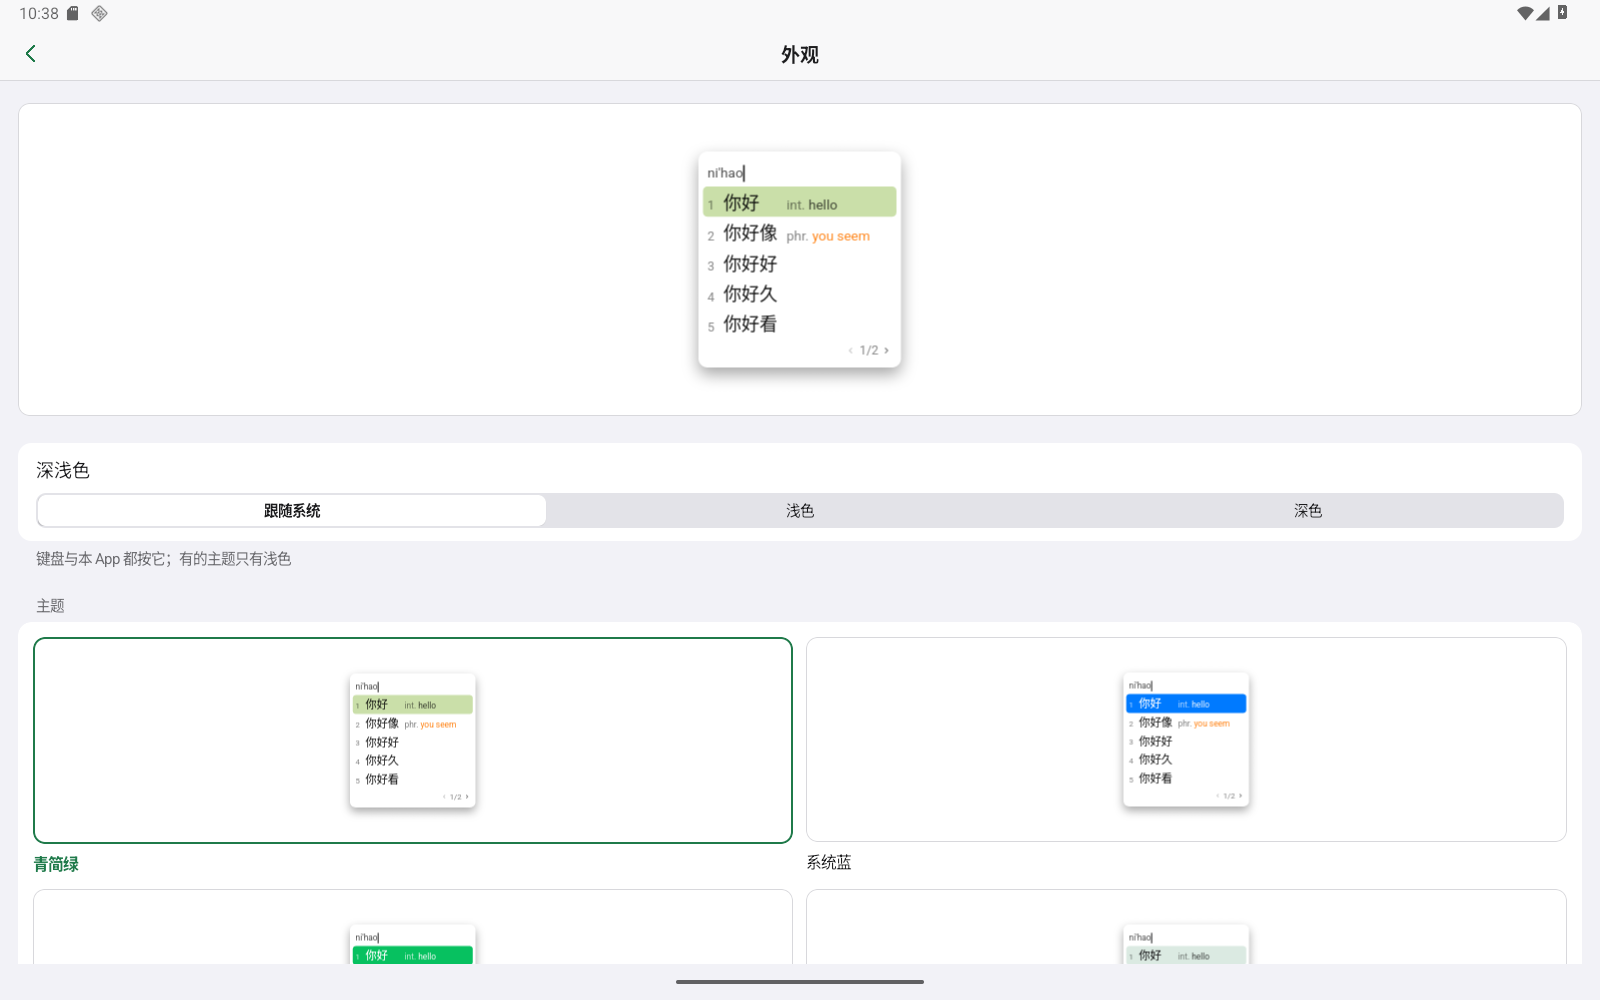 10:38
外观
ni'hao
1 你好 int. hello
2 你好像 phr. you seem
3 你好好
4 你好久
5 你好看
‹ 1/2 ›
深浅色
跟随系统 浅色 深色
键盘与本 App 都按它；有的主题只有浅色
主题
ni'hao
1 你好 int. hello
2 你好像 phr. you seem
3 你好好
4 你好久
5 你好看
‹ 1/2 ›
青简绿
ni'hao
1 你好 int. hello
2 你好像 phr. you seem
3 你好好
4 你好久
5 你好看
‹ 1/2 ›
系统蓝
ni'hao
1 你好 int. hello
ni'hao
1 你好 int. hello